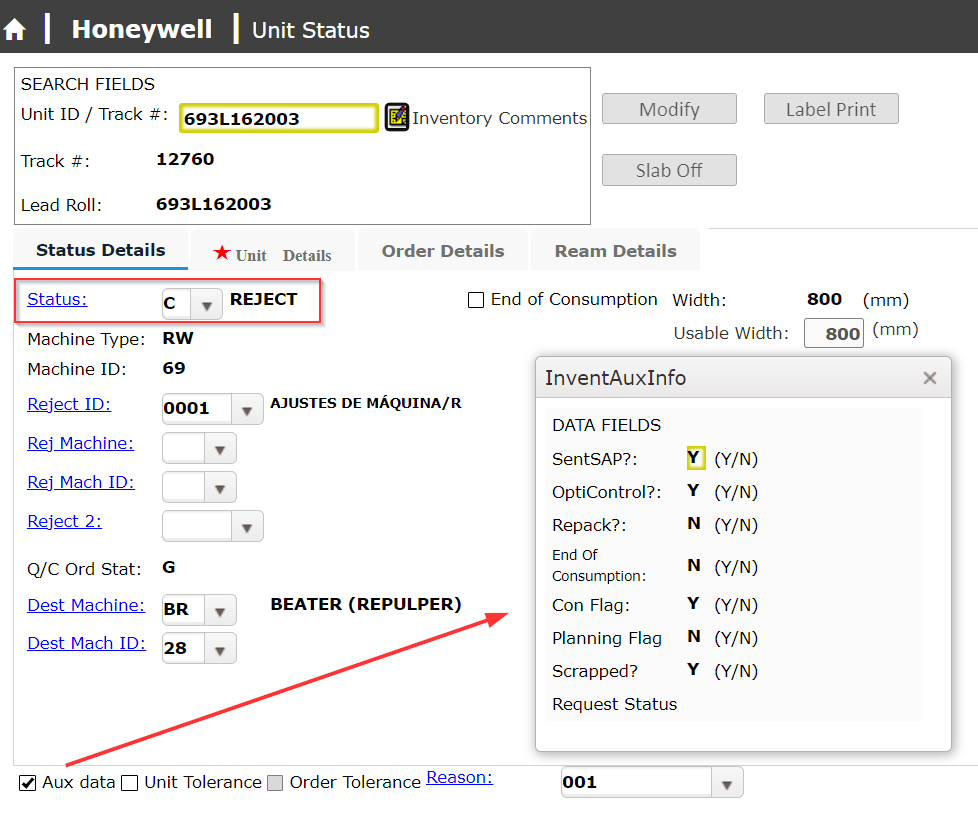 Honeywell Unit Status
SEARCH FIELDS
Unit ID / Track #: 693L162003 Inventory Comments
Track #: 12760
Lead Roll: 693L162003
Modify Label Print
Slab Off
Status Details ★ Unit Details Order Details Ream Details
Status: C REJECT
End of Consumption Width: 800 (mm)
Machine Type: RW
Usable Width: 800 (mm)
Machine ID: 69
Reject ID: 0001 AJUSTES DE MÁQUINA/R
Rej Machine:
Rej Mach ID:
Reject 2:
Q/C Ord Stat: G
Dest Machine: BR BEATER (REPULPER)
Dest Mach ID: 28
InventAuxInfo ×
DATA FIELDS
SentSAP?: Y (Y/N)
OptiControl?: Y (Y/N)
Repack?: N (Y/N)
End Of
Consumption: N (Y/N)
Con Flag: Y (Y/N)
Planning Flag N (Y/N)
Scrapped? Y (Y/N)
Request Status
Aux data Unit Tolerance Order Tolerance Reason: 001